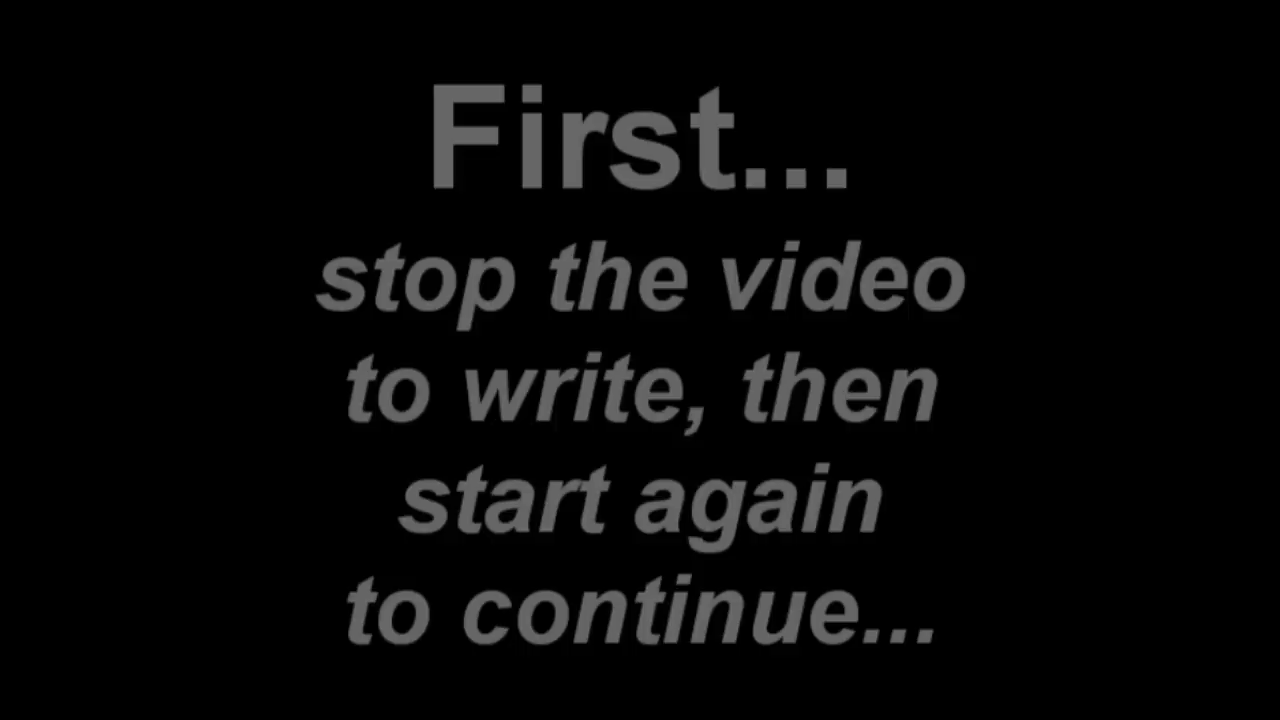 First...
stop the video
to write, then
start again
to continue...